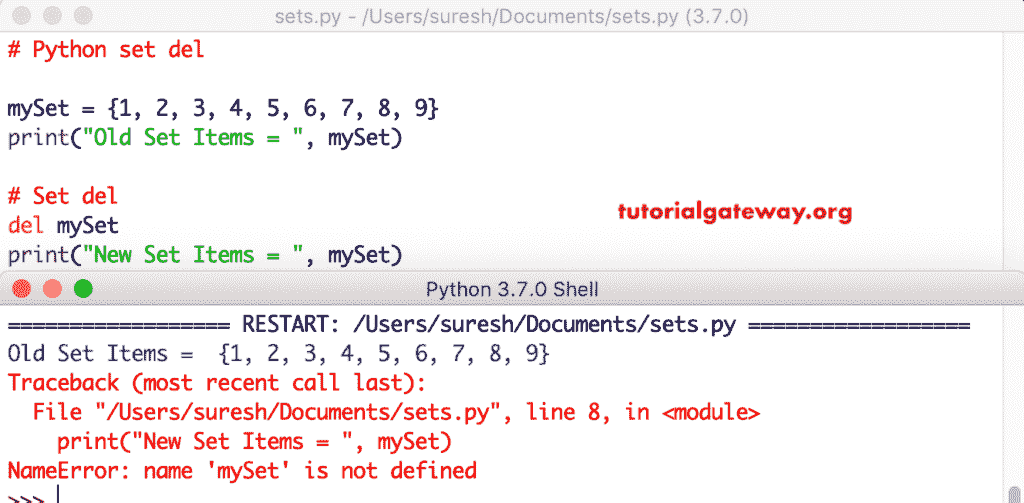 sets.py - /Users/suresh/Documents/sets.py (3.7.0)
# Python set del
mySet = {1, 2, 3, 4, 5, 6, 7, 8, 9}
print("Old Set Items = ", mySet)
# Set del
tutorialgateway.org
del mySet
print("New Set Items = ", mySet)
Python 3.7.0 Shell
================== RESTART: /Users/suresh/Documents/sets.py ==================
Old Set Items =  {1, 2, 3, 4, 5, 6, 7, 8, 9}
Traceback (most recent call last):
  File "/Users/suresh/Documents/sets.py", line 8, in <module>
    print("New Set Items = ", mySet)
NameError: name 'mySet' is not defined
>>>